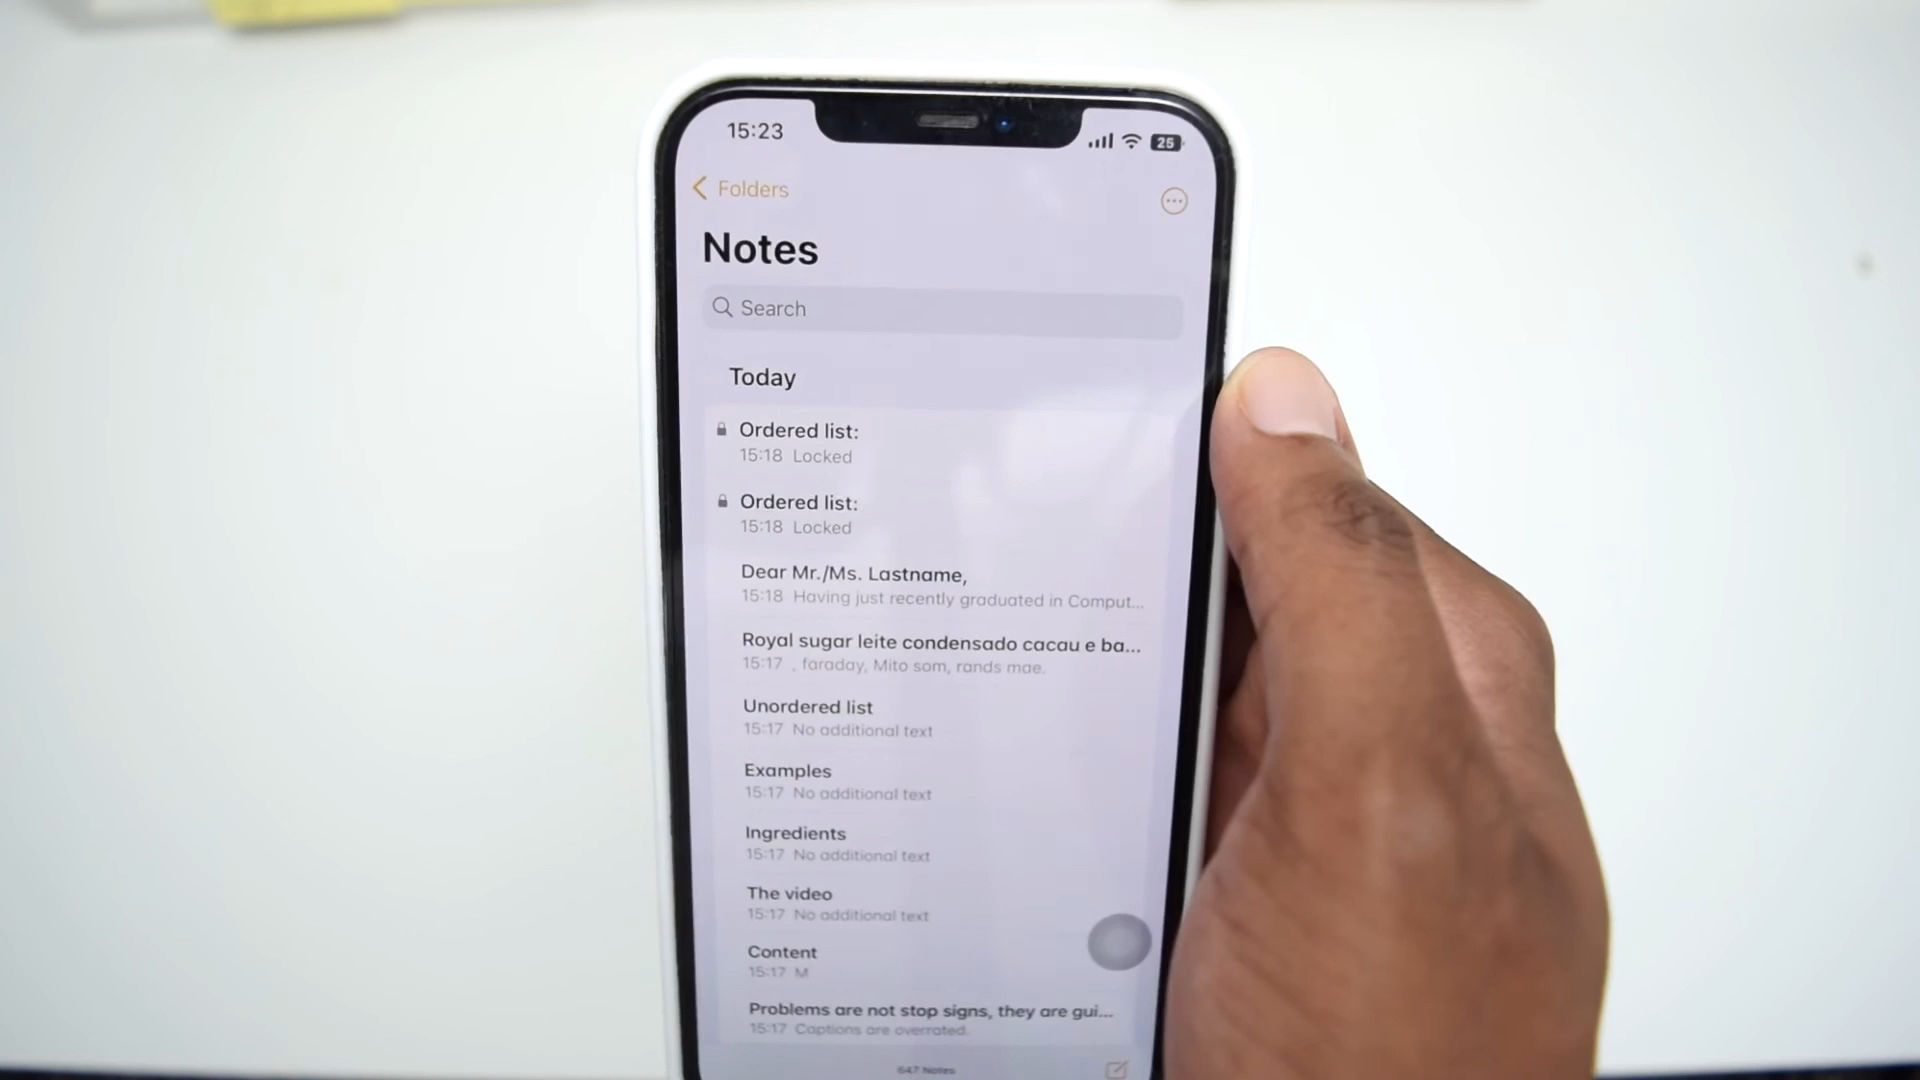 15:23
25
Folders
Notes
Search
Today
Ordered list:
15:18 Locked
Ordered list:
15:18 Locked
Dear Mr./Ms. Lastname,
15:18 Having just recently graduated in Comput...
Royal sugar leite condensado cacau e ba...
15:17 , faraday, Mito som, rands mae.
Unordered list
15:17 No additional text
Examples
15:17 No additional text
Ingredients
15:17 No additional text
The video
15:17 No additional text
Content
15:17 M
Problems are not stop signs, they are gui...
15:17 Captions are overrated.
647 Notes